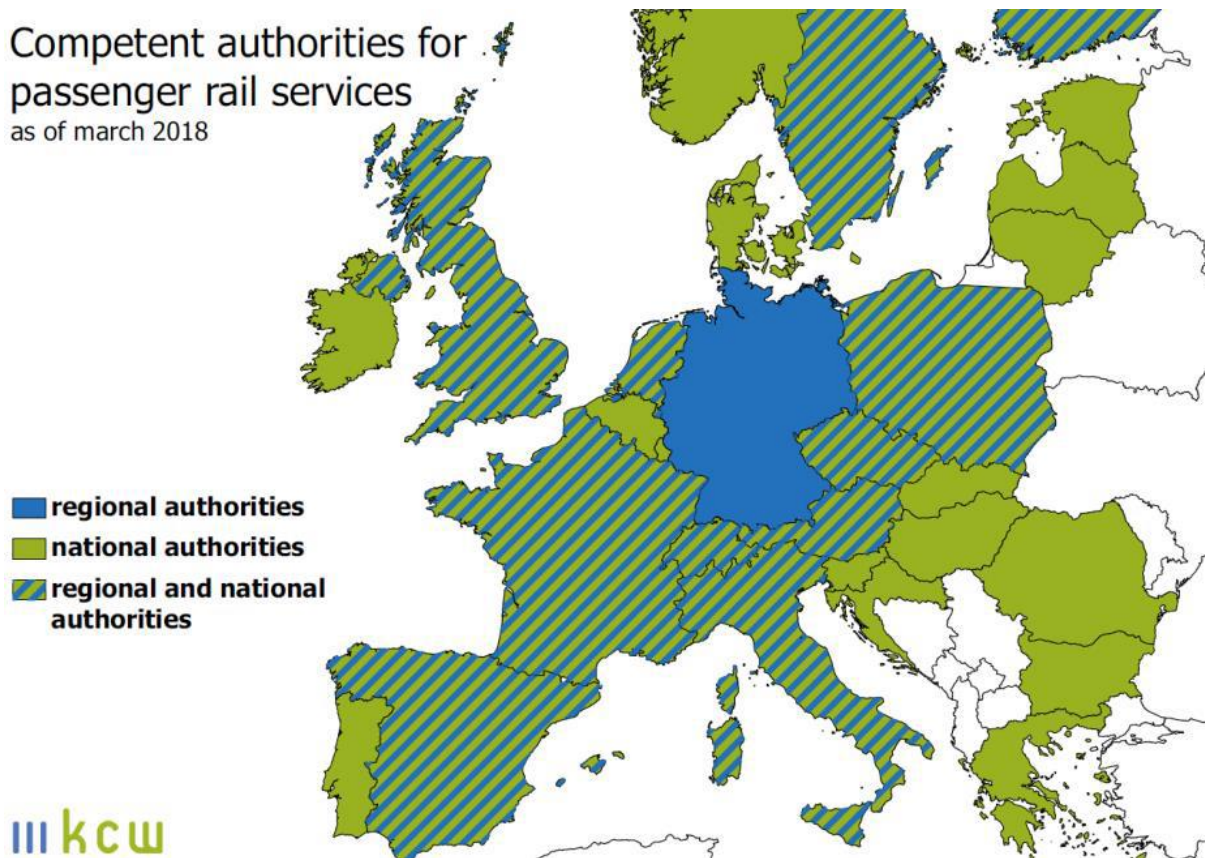 Competent authorities for
passenger rail services
as of march 2018
regional authorities
national authorities
regional and national
authorities
kcw